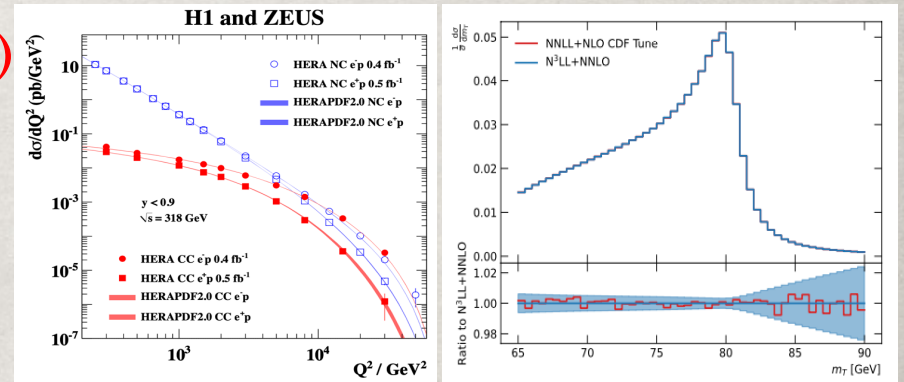 )
H1 and ZEUS
dσ/dQ² (pb/GeV²)
10
10⁻¹
10⁻³
10⁻⁵
10⁻⁷
HERA NC e⁻p 0.4 fb⁻¹
HERA NC e⁺p 0.5 fb⁻¹
HERAPDF2.0 NC e⁻p
HERAPDF2.0 NC e⁺p
y < 0.9
√s = 318 GeV
HERA CC e⁻p 0.4 fb⁻¹
HERA CC e⁺p 0.5 fb⁻¹
HERAPDF2.0 CC e⁻p
HERAPDF2.0 CC e⁺p
10³ 10⁴
Q² / GeV²
1/σ dσ/dm_T
NNLL+NLO CDF Tune
N³LL+NNLO
0.05
0.04
0.03
0.02
0.01
0.00
Ratio to N³LL+NNLO
1.02
1.00
0.98
65 70 75 80 85 90
m_T [GeV]